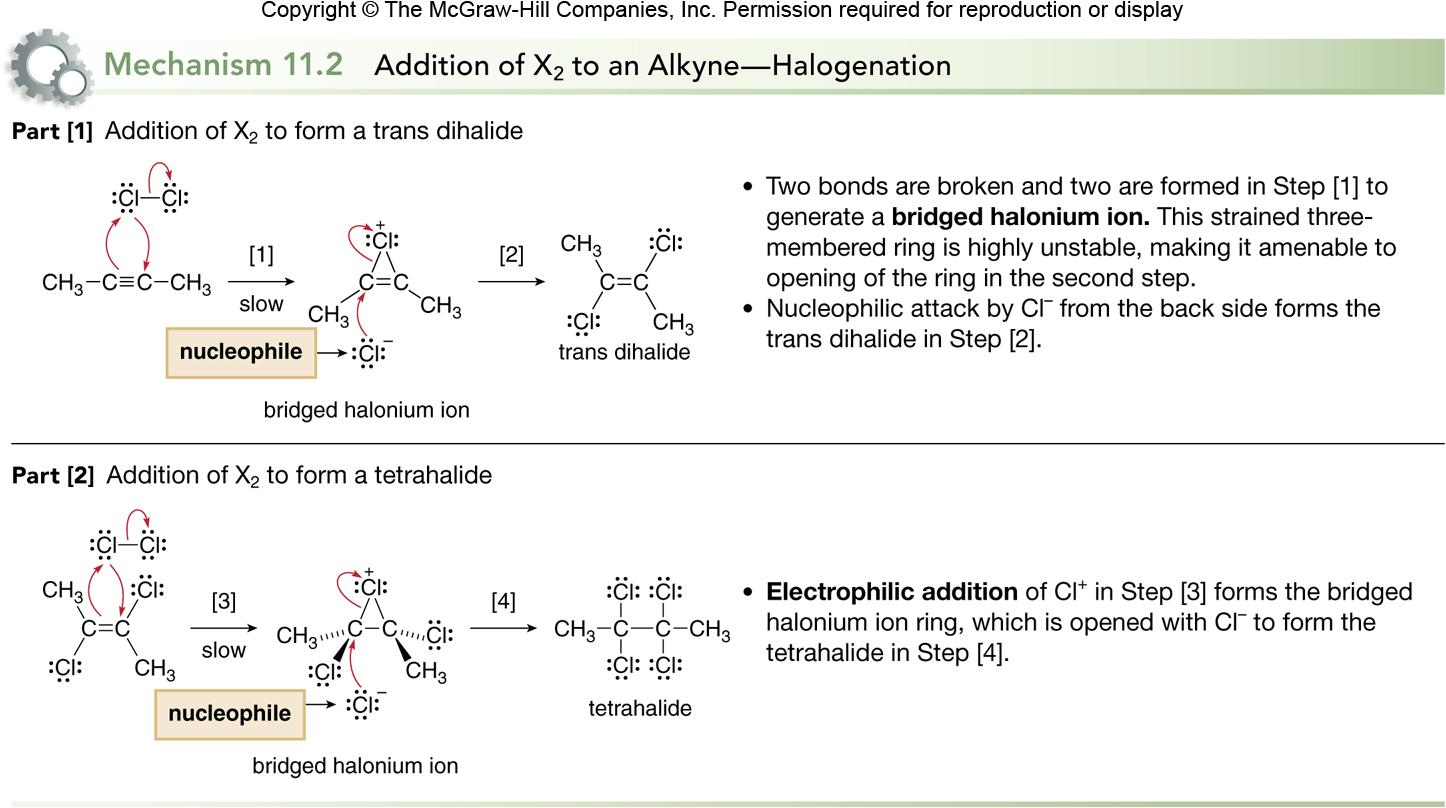 Copyright © The McGraw-Hill Companies, Inc. Permission required for reproduction or display
Mechanism 11.2 Addition of X₂ to an Alkyne—Halogenation
Part [1] Addition of X₂ to form a trans dihalide
:Cl—Cl:
CH₃—C≡C—CH₃
[1]
slow
+
:Cl:
C=C
CH₃
CH₃
nucleophile
:Cl:⁻
bridged halonium ion
[2]
CH₃
:Cl:
C=C
:Cl:
CH₃
trans dihalide
• Two bonds are broken and two are formed in Step [1] to
generate a bridged halonium ion. This strained three-
membered ring is highly unstable, making it amenable to
opening of the ring in the second step.
• Nucleophilic attack by Cl⁻ from the back side forms the
trans dihalide in Step [2].
Part [2] Addition of X₂ to form a tetrahalide
:Cl—Cl:
CH₃
:Cl:
C=C
:Cl:
CH₃
[3]
slow
+
:Cl:
CH₃ C—C Cl:
:Cl:
CH₃
nucleophile
:Cl:⁻
bridged halonium ion
[4]
:Cl: :Cl:
CH₃—C—C—CH₃
:Cl: :Cl:
tetrahalide
• Electrophilic addition of Cl⁺ in Step [3] forms the bridged
halonium ion ring, which is opened with Cl⁻ to form the
tetrahalide in Step [4].